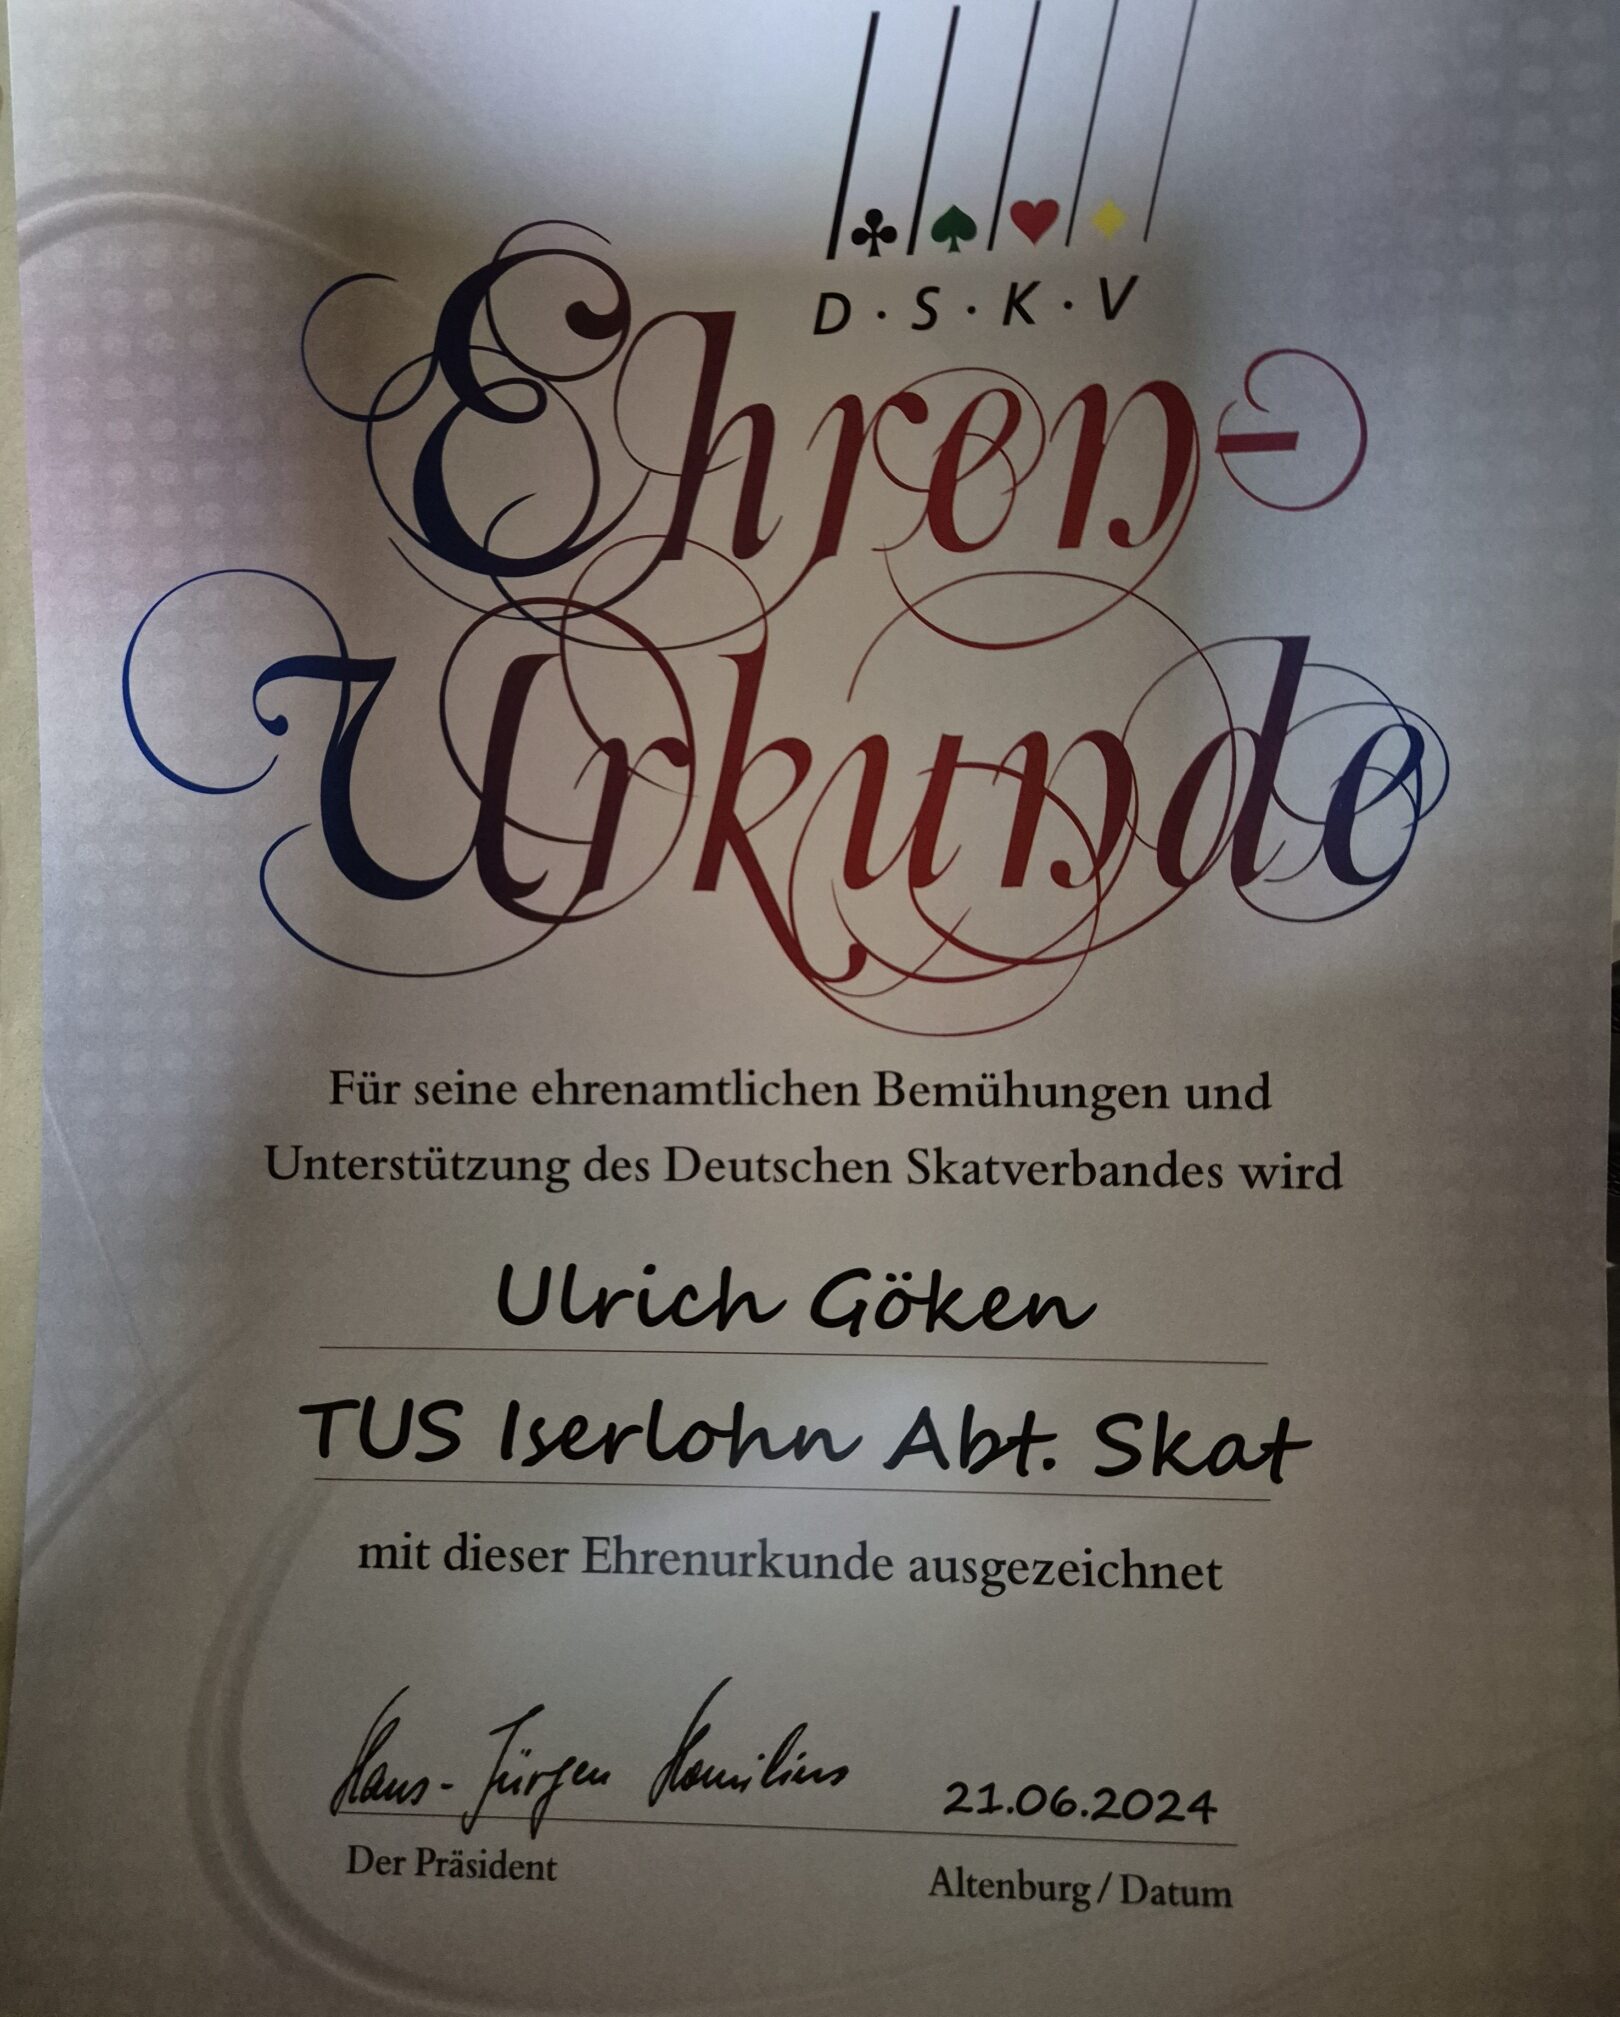 D · S · K · V
Ehren-
Urkunde
Für seine ehrenamtlichen Bemühungen und
Unterstützung des Deutschen Skatverbandes wird
Ulrich Göken
TUS Iserlohn Abt. Skat
mit dieser Ehrenurkunde ausgezeichnet
Hans-Jürgen Homilius 21.06.2024
Der Präsident Altenburg / Datum